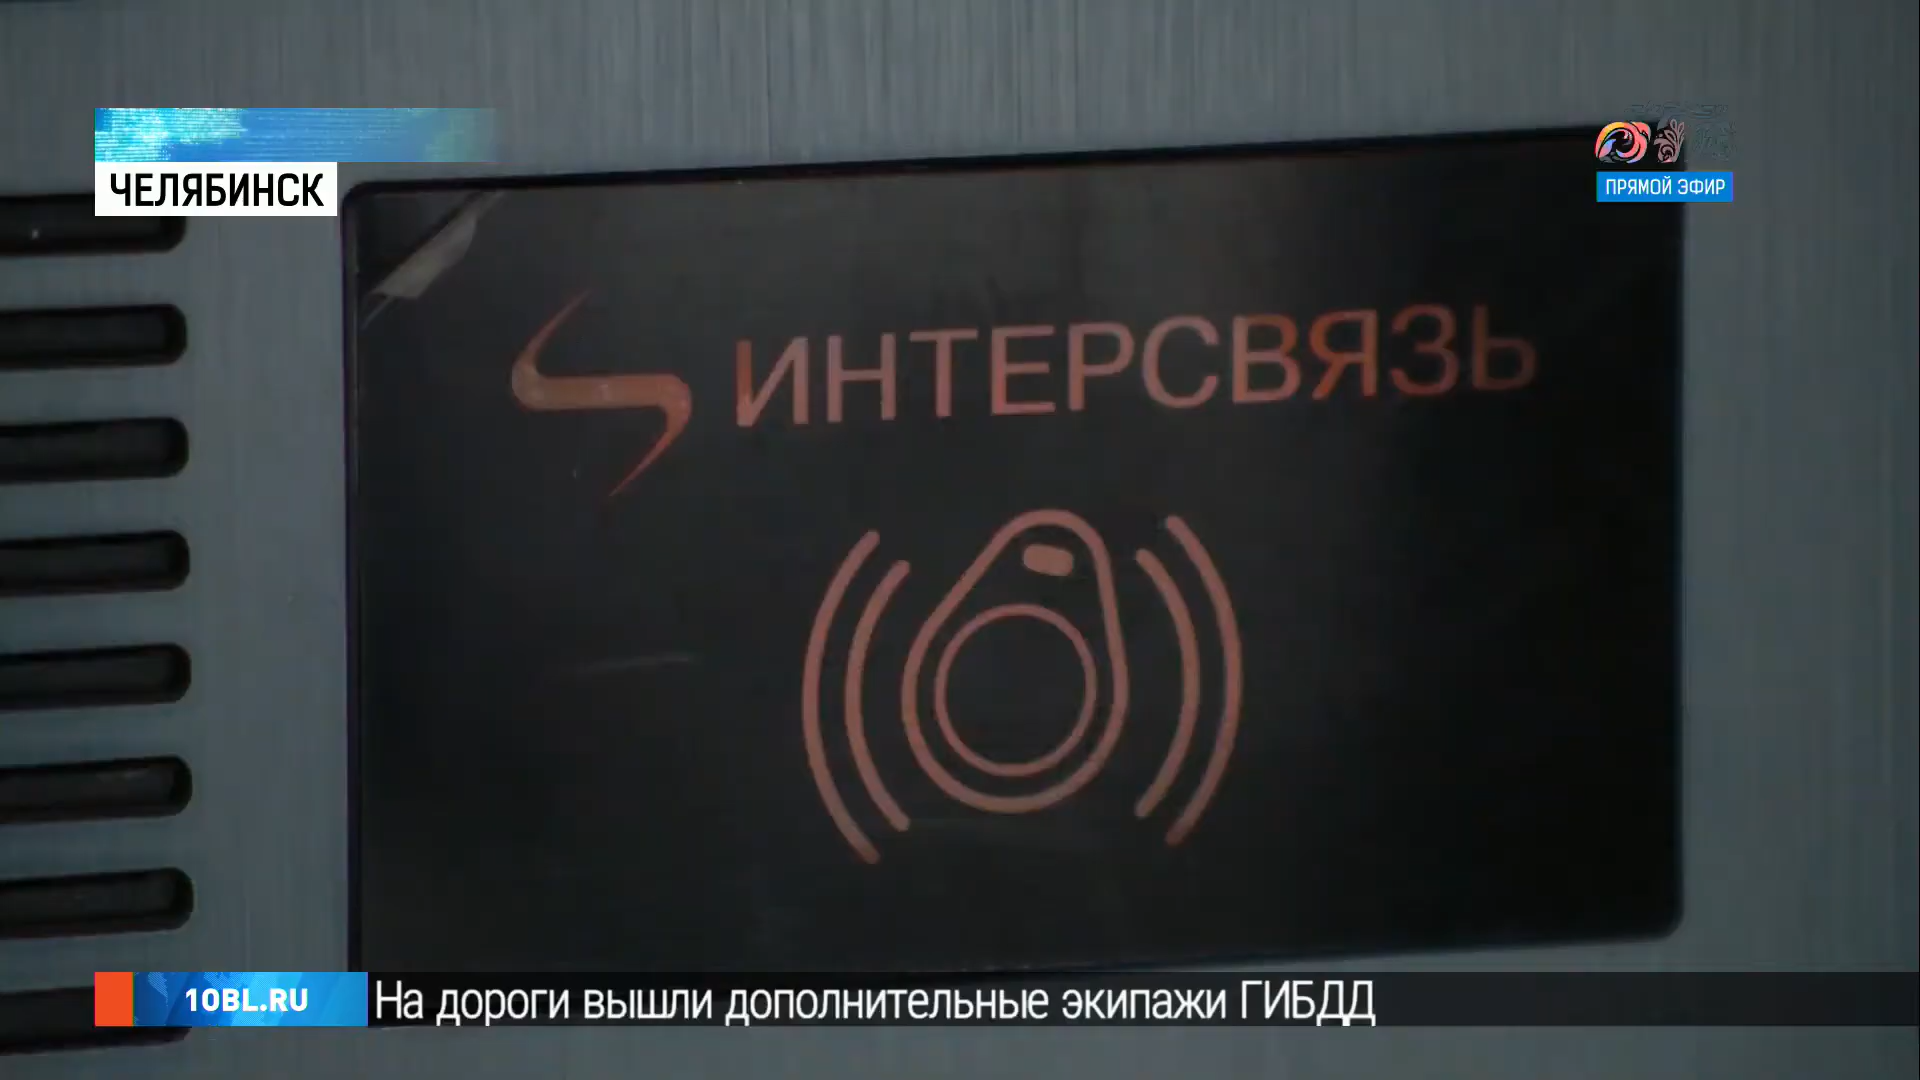 ЧЕЛЯБИНСК
ПРЯМОЙ ЭФИР
ИНТЕРСВЯЗЬ
10BL.RU
На дороги вышли дополнительные экипажи ГИБДД